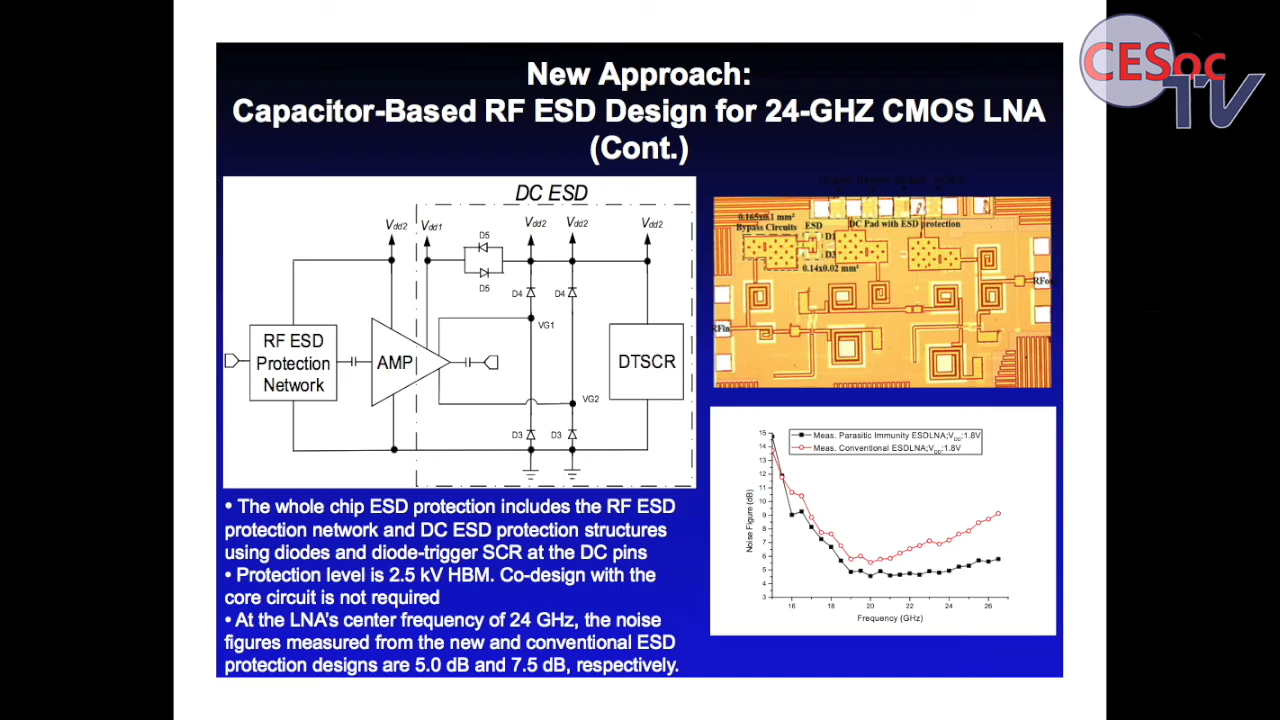 CESoc
TV
New Approach:
Capacitor-Based RF ESD Design for 24-GHZ CMOS LNA
(Cont.)
DC ESD
Vdd2
Vdd1
Vdd2
Vdd2
Vdd2
D5
D5
D4
D4
VG1
RF ESD
Protection
Network
AMP
DTSCR
VG2
D3
D3
0.165x0.1 mm²
Bypass Circuits
ESD
DC Pad with ESD protection
D1
D3
0.14x0.02 mm²
RFin
• The whole chip ESD protection includes the RF ESD
protection network and DC ESD protection structures
using diodes and diode-trigger SCR at the DC pins
• Protection level is 2.5 kV HBM. Co-design with the
core circuit is not required
• At the LNA's center frequency of 24 GHz, the noise
figures measured from the new and conventional ESD
protection designs are 5.0 dB and 7.5 dB, respectively.
Meas. Parasitic Immunity ESDLNA;VDD:1.8V
Meas. Conventional ESDLNA;VDD:1.8V
Noise Figure (dB)
15
14
13
12
11
10
9
8
7
6
5
4
3
16 18 20 22 24 26
Frequency (GHz)